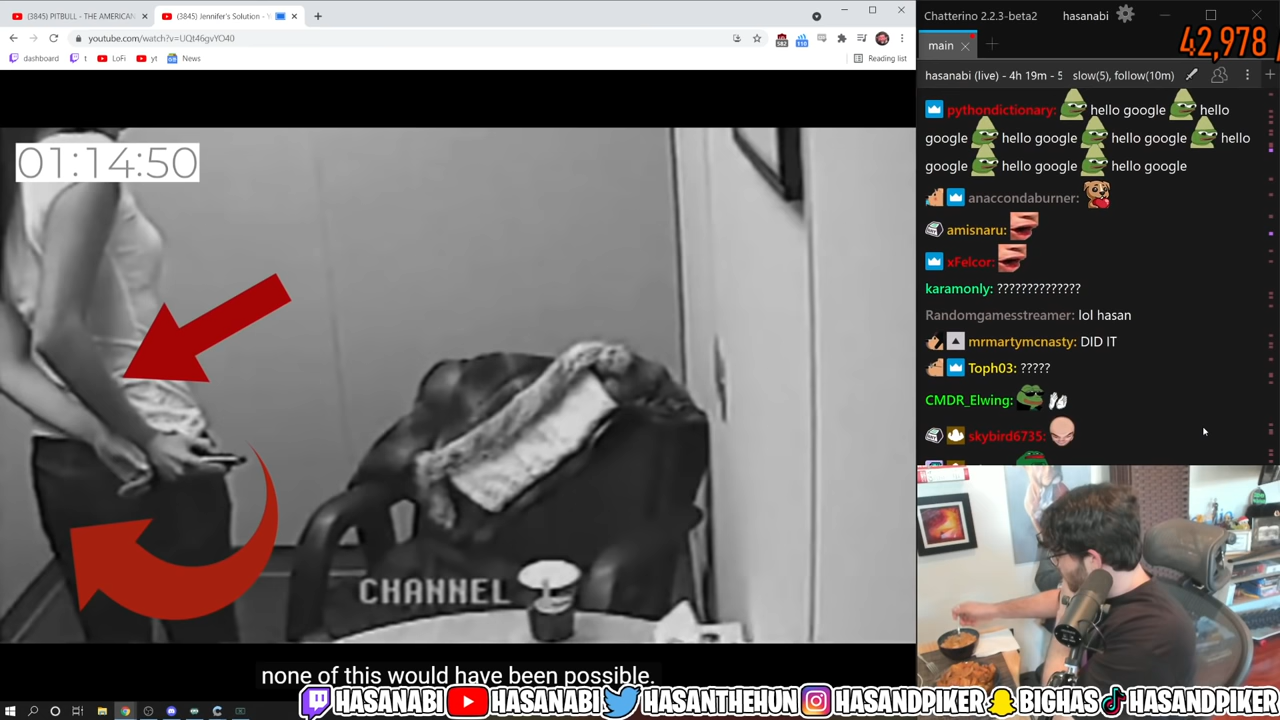 (3845) PITBULL - THE AMERICAN
(3845) Jennifer's Solution - Y
youtube.com/watch?v=UQt46gvYO40
582
110
dashboard
t
LoFi
yt
News
Reading list
01:14:50
CHANNEL
none of this would have been possible.
Chatterino 2.2.3-beta2
hasanabi
42,978
main
hasanabi (live) - 4h 19m - 5
slow(5), follow(10m)
pythondictionary: hello google hello
google hello google hello google hello
google hello google hello google
anaccondaburner:
amisnaru:
xFelcor:
karamonly: ??????????????
Randomgamesstreamer: lol hasan
mrmartymcnasty: DID IT
Toph03: ?????
CMDR_Elwing:
skybird6735:
HASANABI HASANABI HASANTHEHUN HASANDPIKER BIGHAS HASANDPIKER